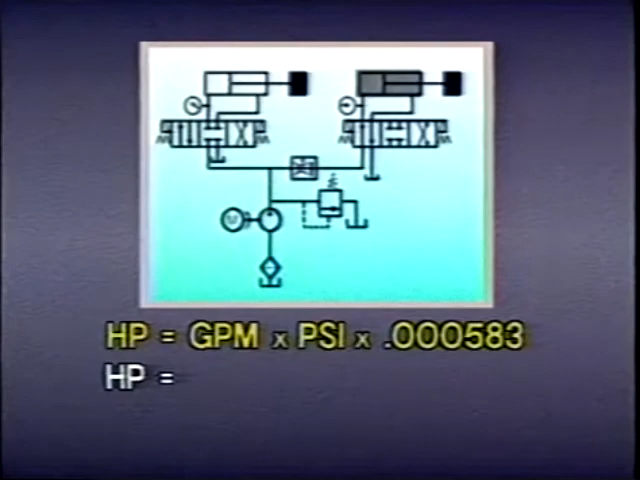 HP = GPM x PSI x .000583
HP =